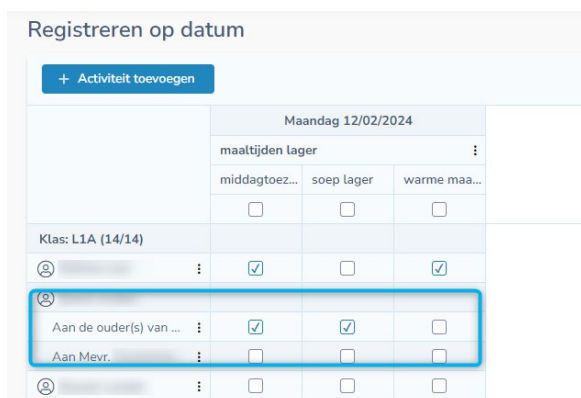 Registreren op datum
+ Activiteit toevoegen
Maandag 12/02/2024
maaltijden lager
middagtoez... soep lager warme maa...
Klas: L1A (14/14)
Aan de ouder(s) van ...
Aan Mevr.